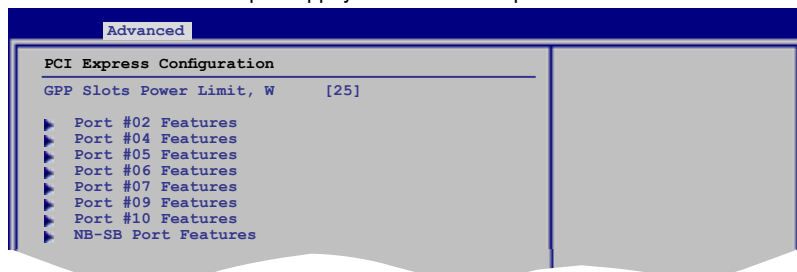 Advanced
PCI Express Configuration
GPP Slots Power Limit, W [25]
Port #02 Features
Port #04 Features
Port #05 Features
Port #06 Features
Port #07 Features
Port #09 Features
Port #10 Features
NB-SB Port Features